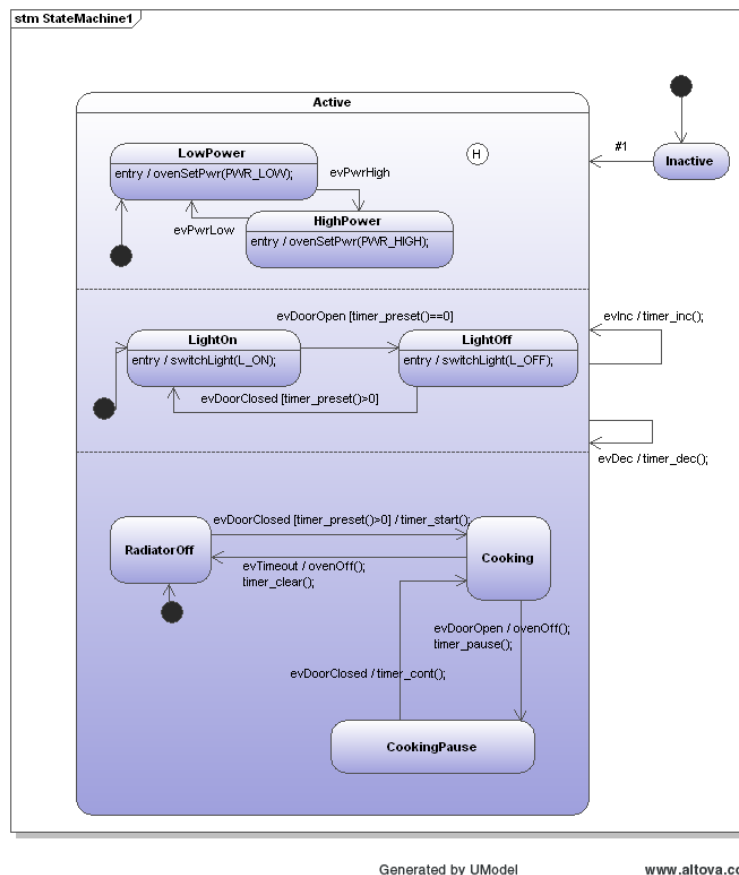 stm StateMachine1
Active
LowPower
entry / ovenSetPwr(PWR_LOW);
H
#1
Inactive
evPwrHigh
HighPower
evPwrLow
entry / ovenSetPwr(PWR_HIGH);
evDoorOpen [timer_preset()==0]
evInc / timer_inc();
LightOn
entry / switchLight(L_ON);
LightOff
entry / switchLight(L_OFF);
evDoorClosed [timer_preset()>0]
evDec / timer_dec();
evDoorClosed [timer_preset()>0] / timer_start();
RadiatorOff
Cooking
evTimeout / ovenOff();
timer_clear();
evDoorOpen / ovenOff();
timer_pause();
evDoorClosed / timer_cont();
CookingPause
Generated by UModel
www.altova.co